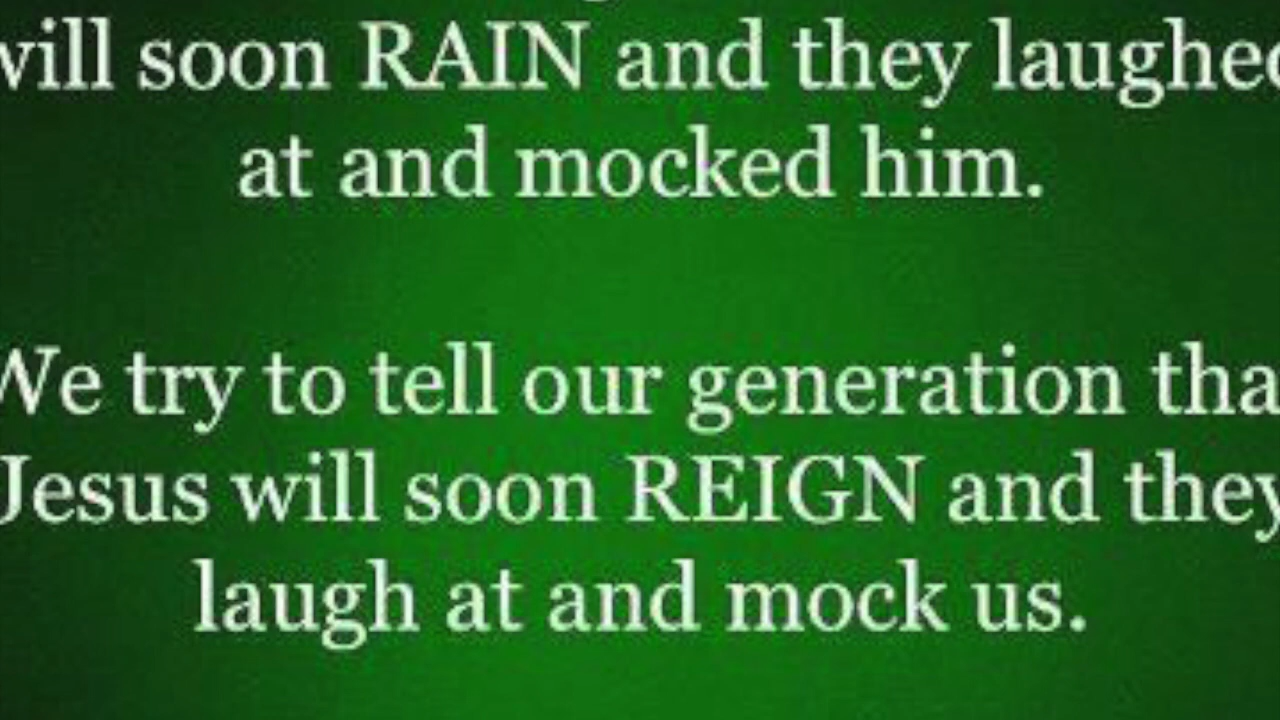 will soon RAIN and they laughed
at and mocked him.
We try to tell our generation tha
Jesus will soon REIGN and they
laugh at and mock us.